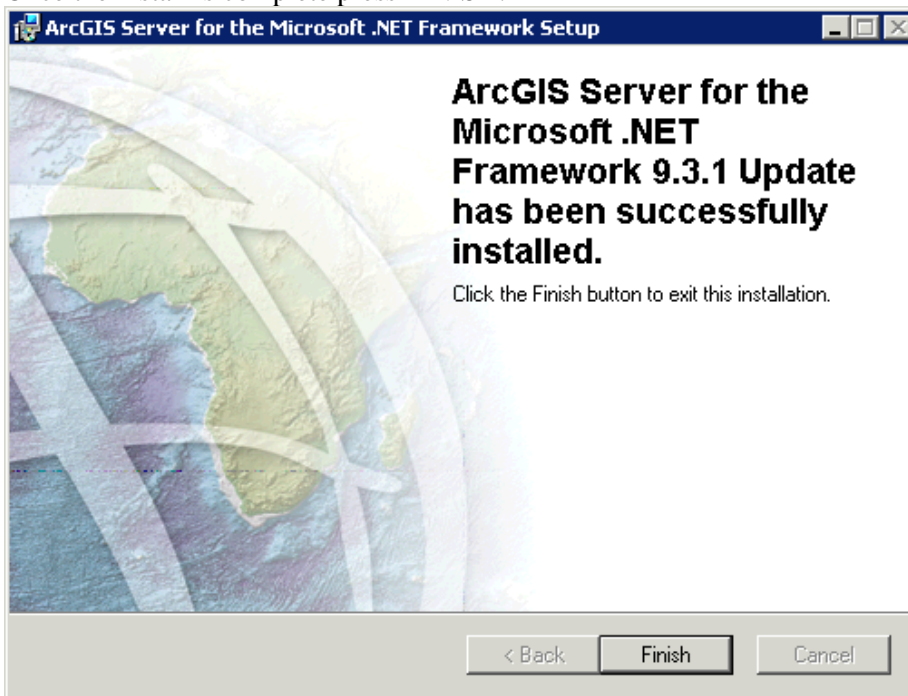 ArcGIS Server for the Microsoft .NET Framework Setup
ArcGIS Server for the
Microsoft .NET
Framework 9.3.1 Update
has been successfully
installed.
Click the Finish button to exit this installation.
< Back
Finish
Cancel